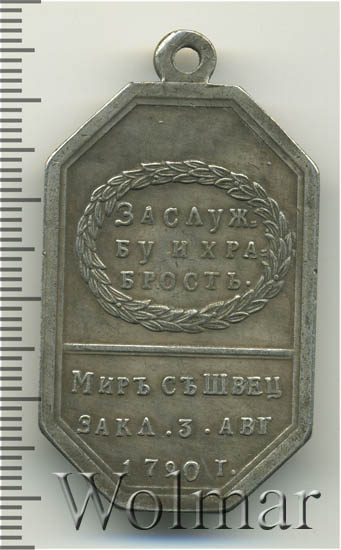 ЗАСЛУЖ-
БУ И ХРА-
БРОСТЬ.
МИРЪ СЪ ШВЕЦ
ЗАКЛ. 3. АВГ
1790 Г.
Wolmar